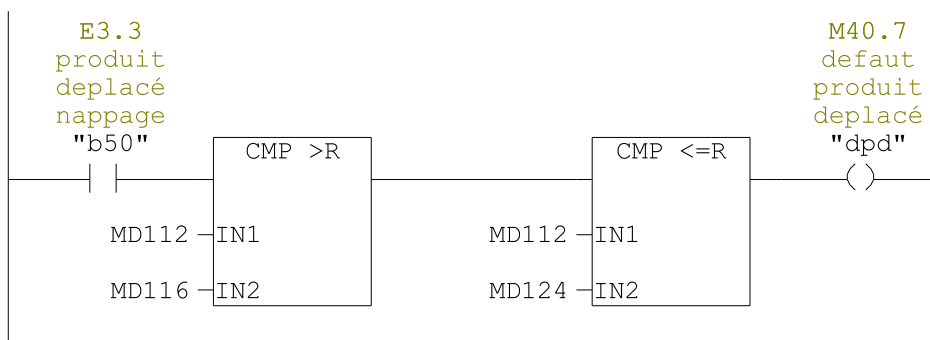 E3.3
produit
deplacé
nappage
"b50"
M40.7
defaut
produit
deplacé
"dpd"
CMP >R
CMP <=R
MD112
IN1
MD112
IN1
MD116
IN2
MD124
IN2